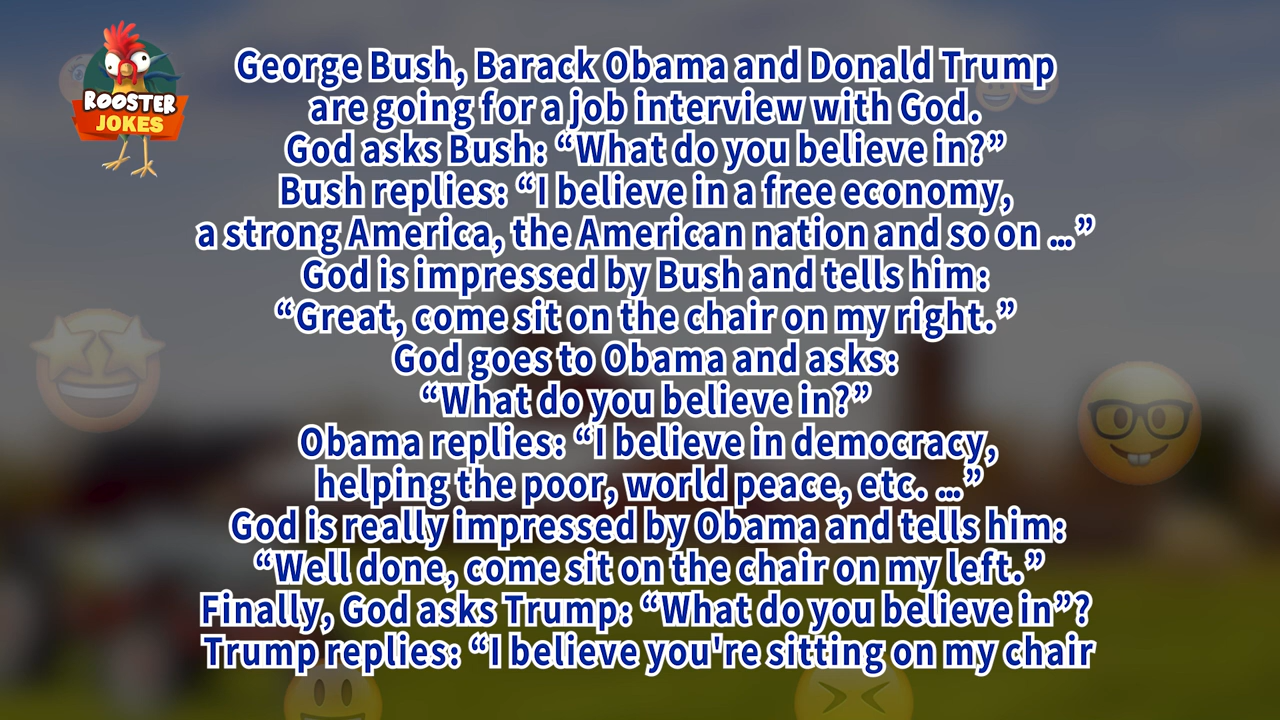 ROOSTER
JOKES
George Bush, Barack Obama and Donald Trump
are going for a job interview with God.
God asks Bush: “What do you believe in?”
Bush replies: “I believe in a free economy,
a strong America, the American nation and so on ...”
God is impressed by Bush and tells him:
“Great, come sit on the chair on my right.”
God goes to Obama and asks:
“What do you believe in?”
Obama replies: “I believe in democracy,
helping the poor, world peace, etc. ...”
God is really impressed by Obama and tells him:
“Well done, come sit on the chair on my left.”
Finally, God asks Trump: “What do you believe in”?
Trump replies: “I believe you're sitting on my chair